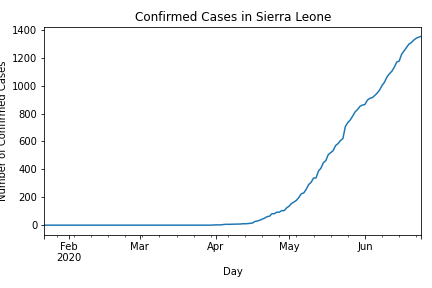 Confirmed Cases in Sierra Leone
1400
1200
1000
800
600
400
200
0
Number of Confirmed Cases
Feb
2020
Mar
Apr
May
Jun
Day